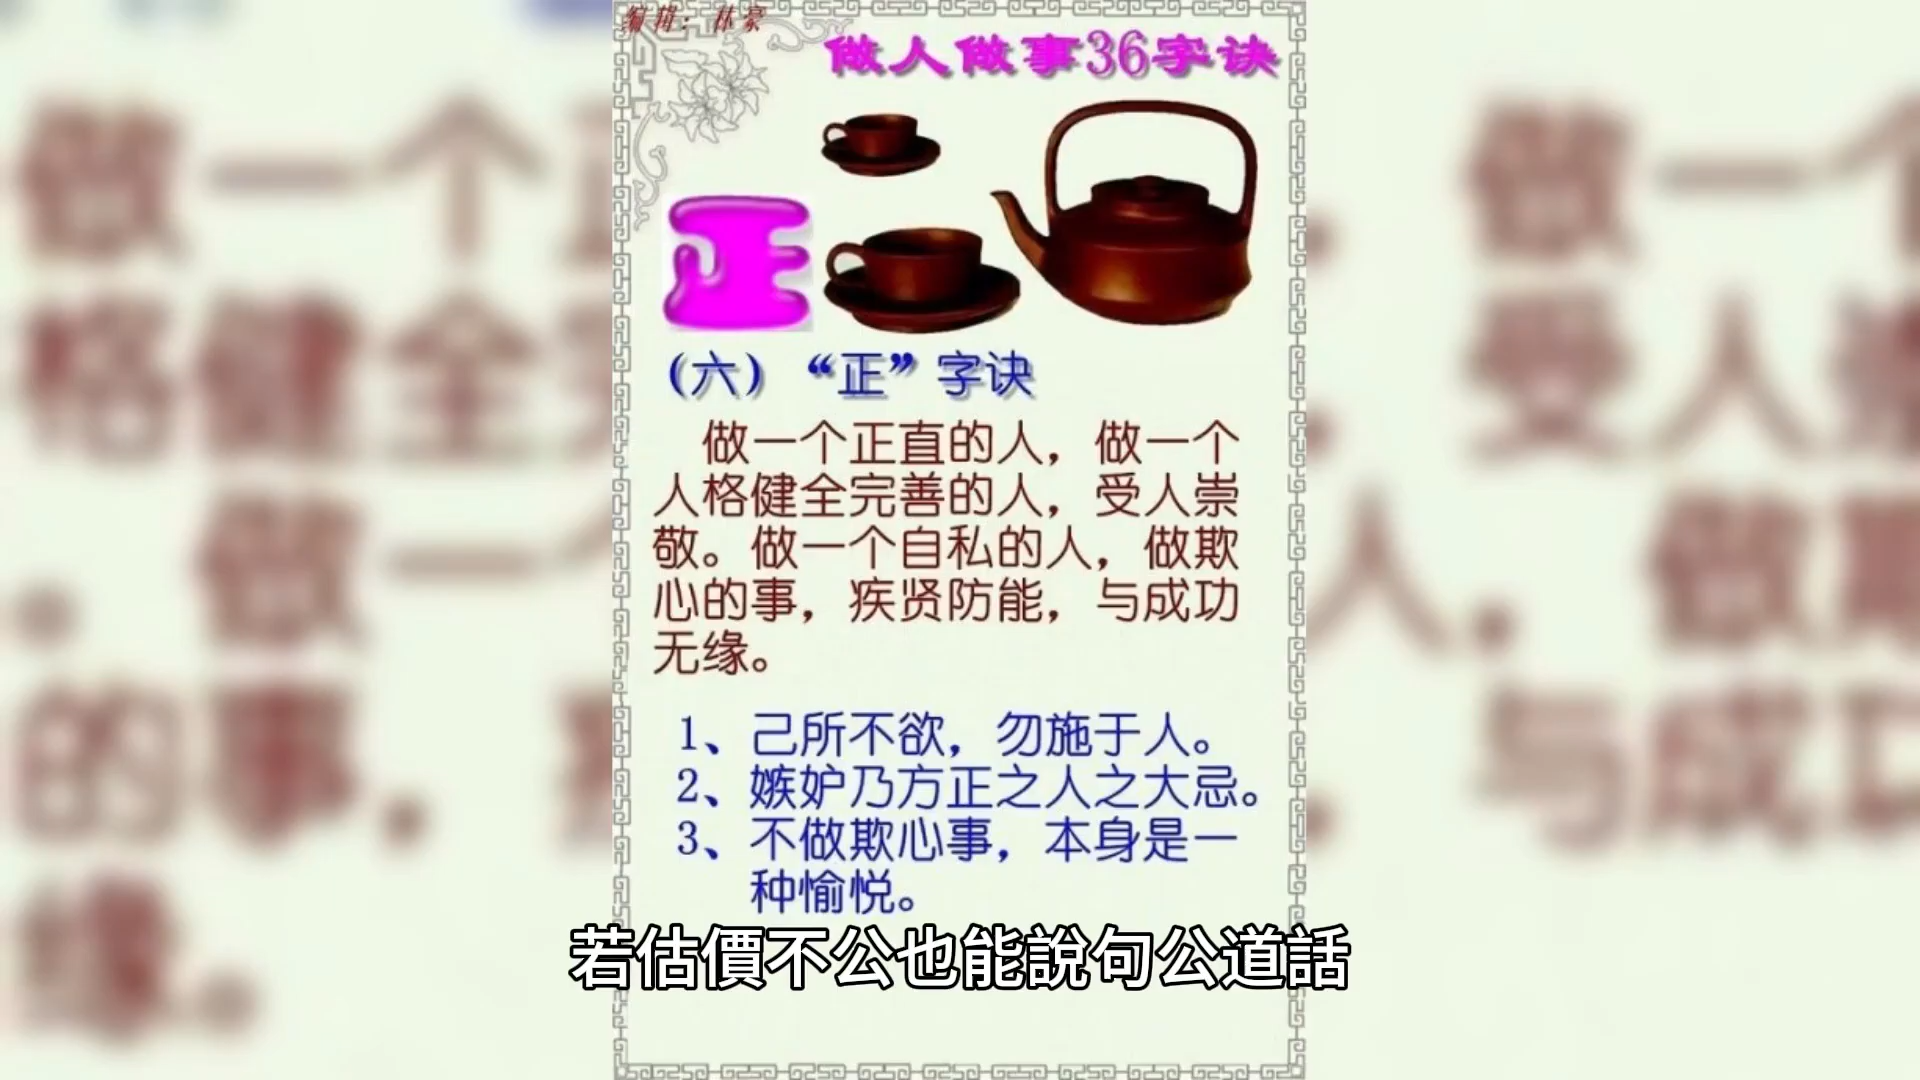 编辑：林豪
做人做事36字诀
正
（六）“正”字诀
做一个正直的人，做一个
人格健全完善的人，受人崇
敬。做一个自私的人，做欺
心的事，疾贤防能，与成功
无缘。
1、己所不欲，勿施于人。
2、嫉妒乃方正之人之大忌。
3、不做欺心事，本身是一
种愉悦。
若估價不公也能說句公道話